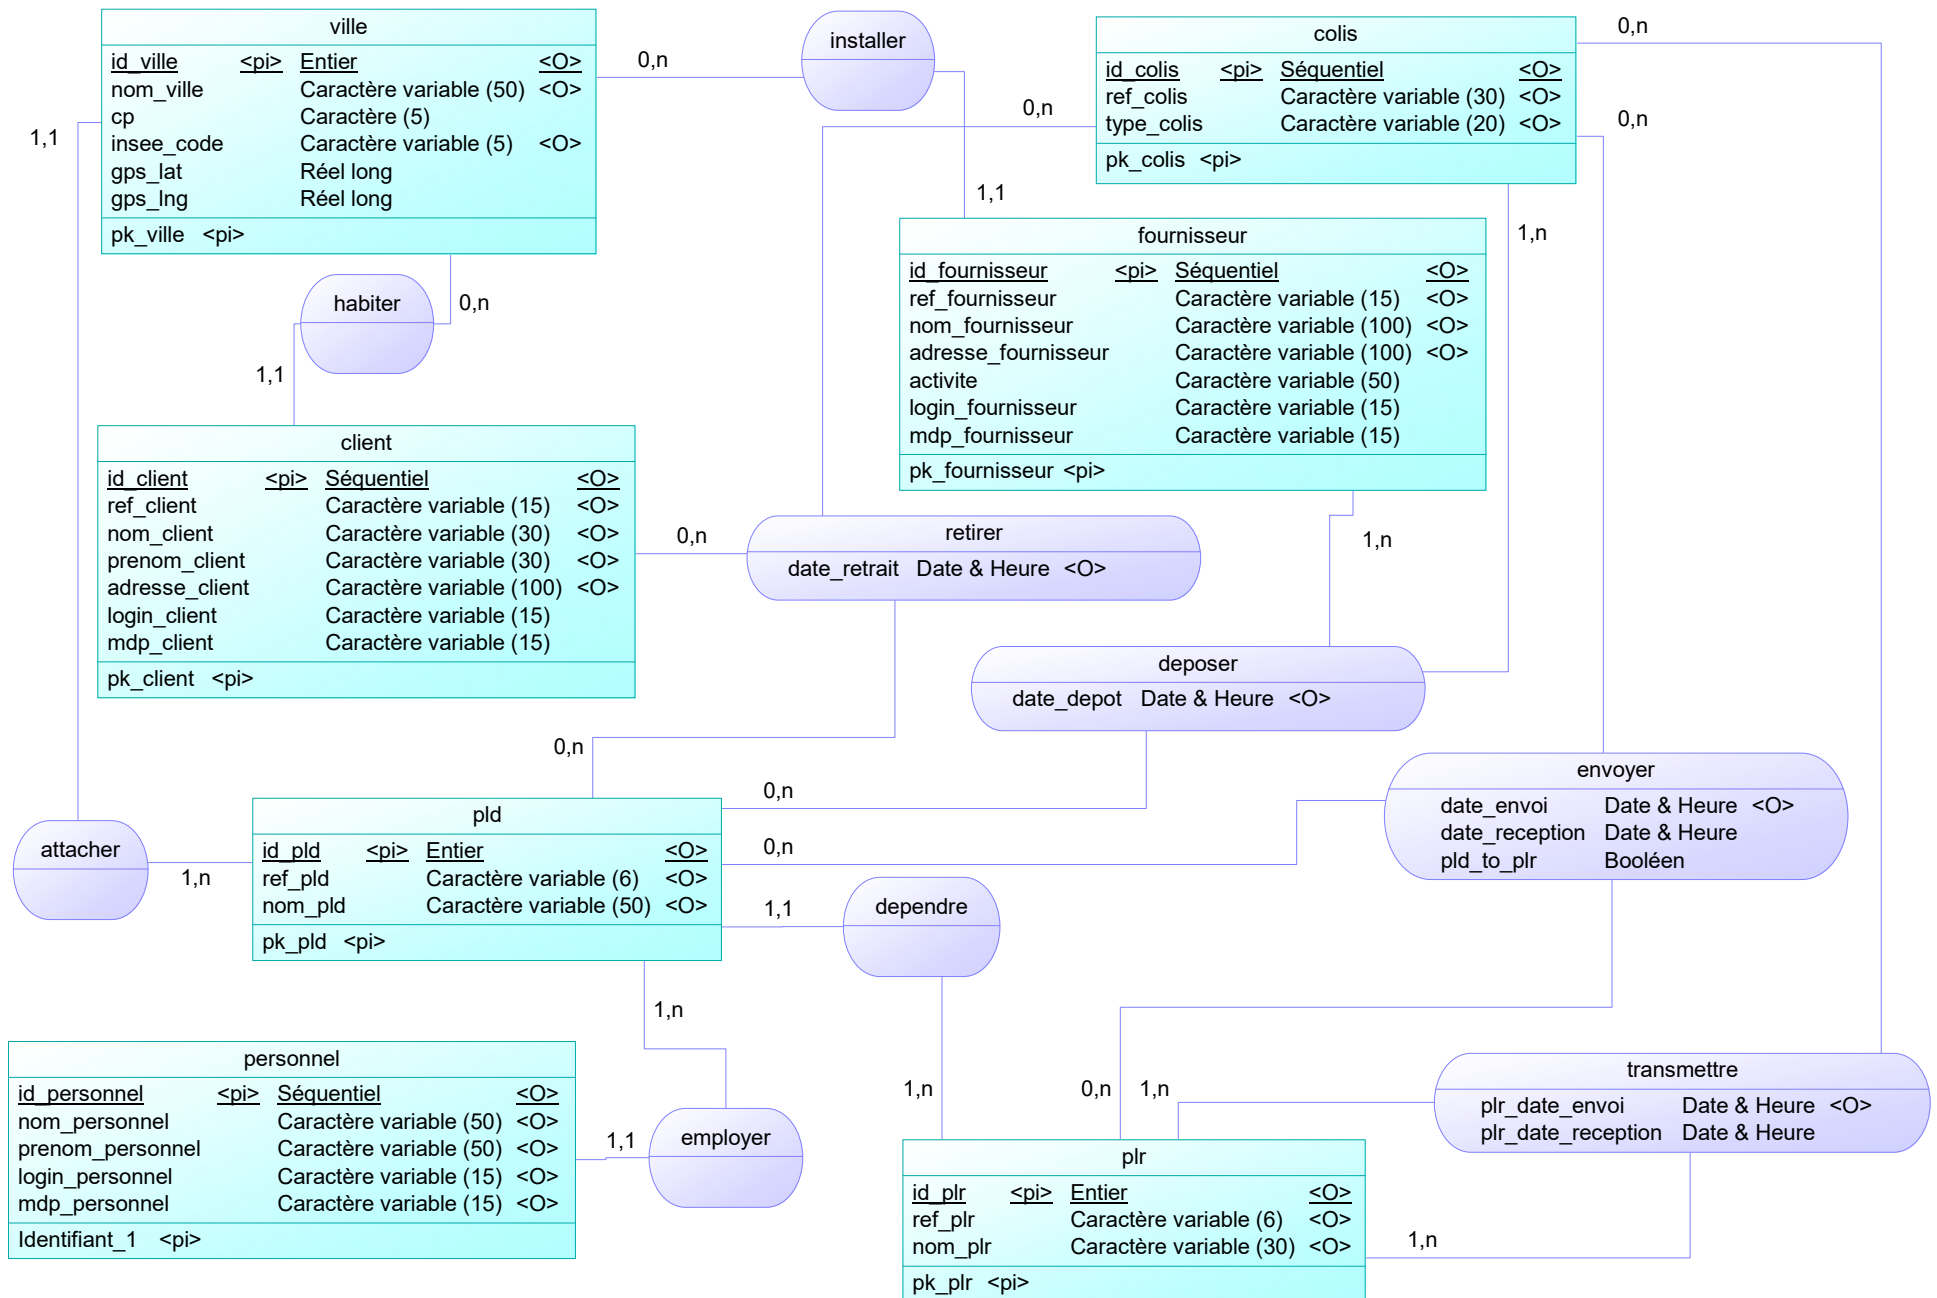 ville
id_ville <pi> Entier <O>
nom_ville Caractère variable (50) <O>
cp Caractère (5)
insee_code Caractère variable (5) <O>
gps_lat Réel long
gps_lng Réel long
pk_ville <pi>
0,n
installer
1,1
colis
id_colis <pi> Séquentiel <O>
ref_colis Caractère variable (30) <O>
type_colis Caractère variable (20) <O>
pk_colis <pi>
0,n
0,n
0,n
1,n
1,1
habiter
0,n
1,1
fournisseur
id_fournisseur <pi> Séquentiel <O>
ref_fournisseur Caractère variable (15) <O>
nom_fournisseur Caractère variable (100) <O>
adresse_fournisseur Caractère variable (100) <O>
activite Caractère variable (50)
login_fournisseur Caractère variable (15)
mdp_fournisseur Caractère variable (15)
pk_fournisseur <pi>
client
id_client <pi> Séquentiel <O>
ref_client Caractère variable (15) <O>
nom_client Caractère variable (30) <O>
prenom_client Caractère variable (30) <O>
adresse_client Caractère variable (100) <O>
login_client Caractère variable (15)
mdp_client Caractère variable (15)
pk_client <pi>
0,n
retirer
date_retrait Date & Heure <O>
1,n
deposer
date_depot Date & Heure <O>
0,n
0,n
envoyer
date_envoi Date & Heure <O>
date_reception Date & Heure
pld_to_plr Booléen
attacher
1,n
pld
id_pld <pi> Entier <O>
ref_pld Caractère variable (6) <O>
nom_pld Caractère variable (50) <O>
pk_pld <pi>
0,n
1,1
dependre
1,n
personnel
id_personnel <pi> Séquentiel <O>
nom_personnel Caractère variable (50) <O>
prenom_personnel Caractère variable (50) <O>
login_personnel Caractère variable (15) <O>
mdp_personnel Caractère variable (15) <O>
Identifiant_1 <pi>
1,1
employer
1,n
0,n
1,n
transmettre
plr_date_envoi Date & Heure <O>
plr_date_reception Date & Heure
plr
id_plr <pi> Entier <O>
ref_plr Caractère variable (6) <O>
nom_plr Caractère variable (30) <O>
pk_plr <pi>
1,n